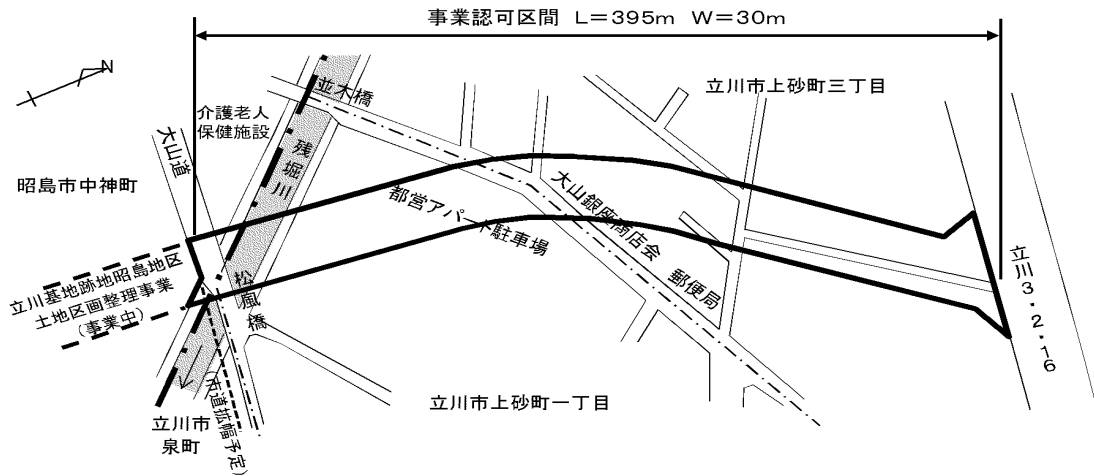 事業認可区間 L=395m W=30m
N
並木橋
立川市上砂町三丁目
介護老人
保健施設
大山道
残堀川
昭島市中神町
都営アパート駐車場
大山銀座商店会
郵便局
立川基地跡地昭島地区
土地区画整理事業
(事業中)
松風橋
立川3・2・16
(市道拡幅予定)
立川市
泉町
立川市上砂町一丁目